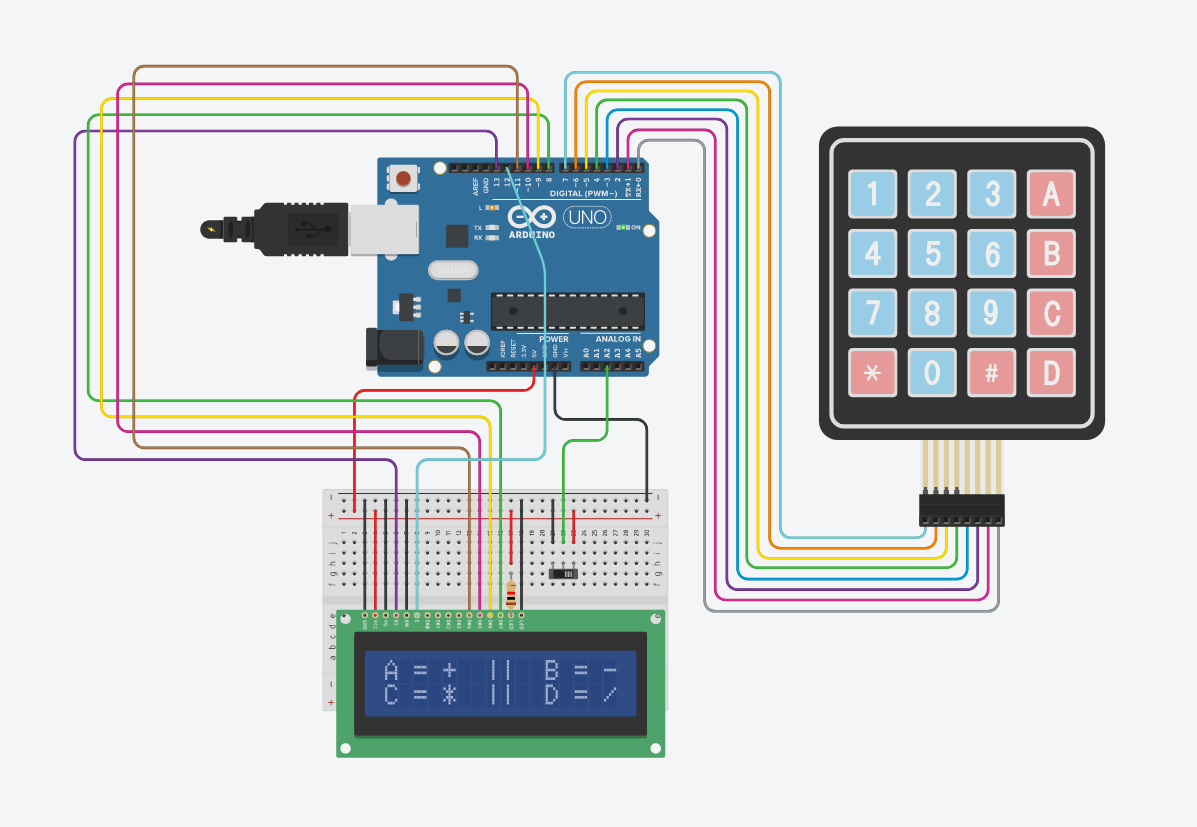 AREF
GND
13
12
~11
~10
~9
8
7
~6
~5
4
~3
2
TX→1
RX←0
DIGITAL (PWM~)
L
TX
RX
ARDUINO
UNO
ON
POWER
ANALOG IN
IOREF
RESET
3.3V
5V
GND
Vin
A0
A1
A2
A3
A4
A5
1 2 3 A
4 5 6 B
7 8 9 C
* 0 # D
j
i
h
g
f
e
d
c
b
a
GND
VCC
A=+ || B=-
C=* || D=/